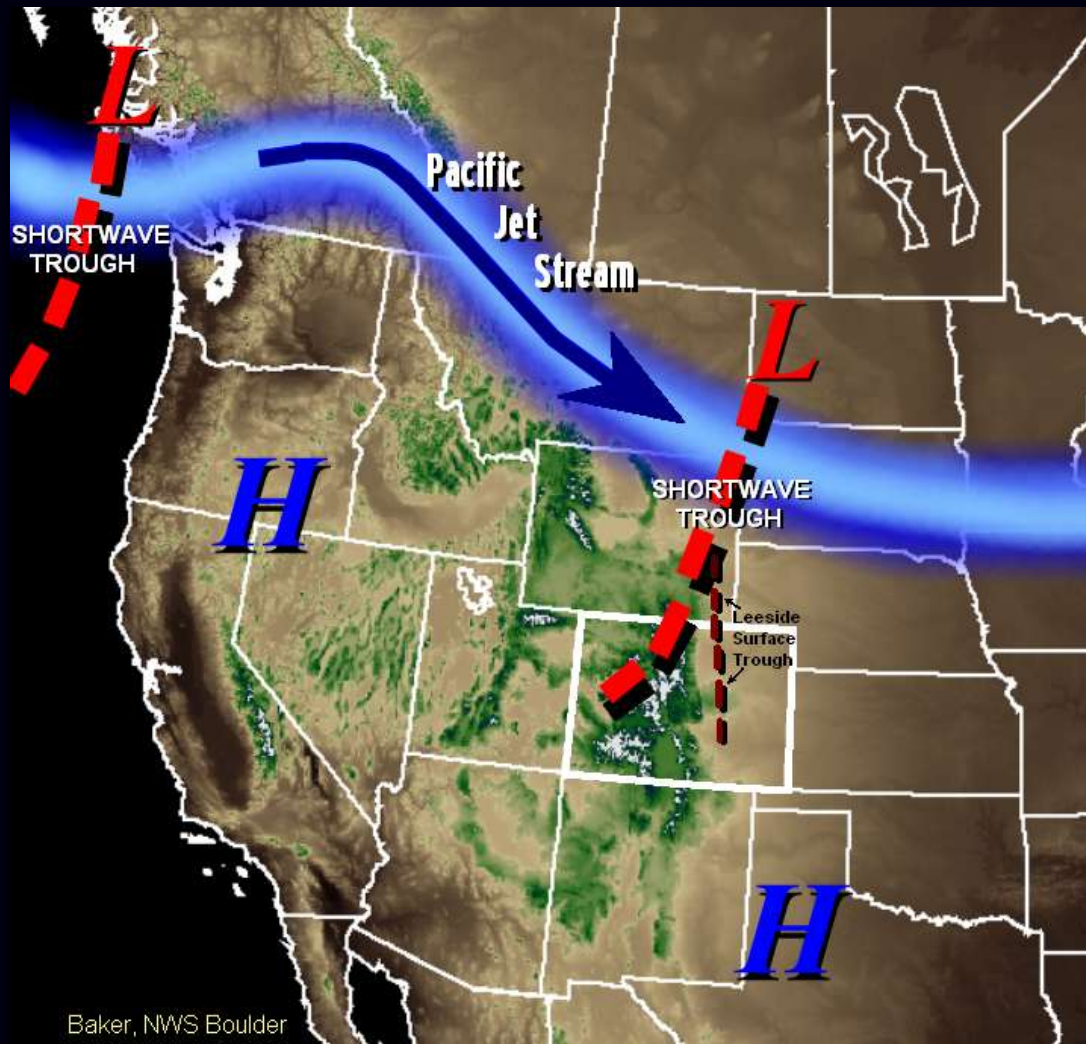 L
Pacific
Jet
Stream
SHORTWAVE
TROUGH
L
H
SHORTWAVE
TROUGH
Leeside
Surface
Trough
H
Baker, NWS Boulder